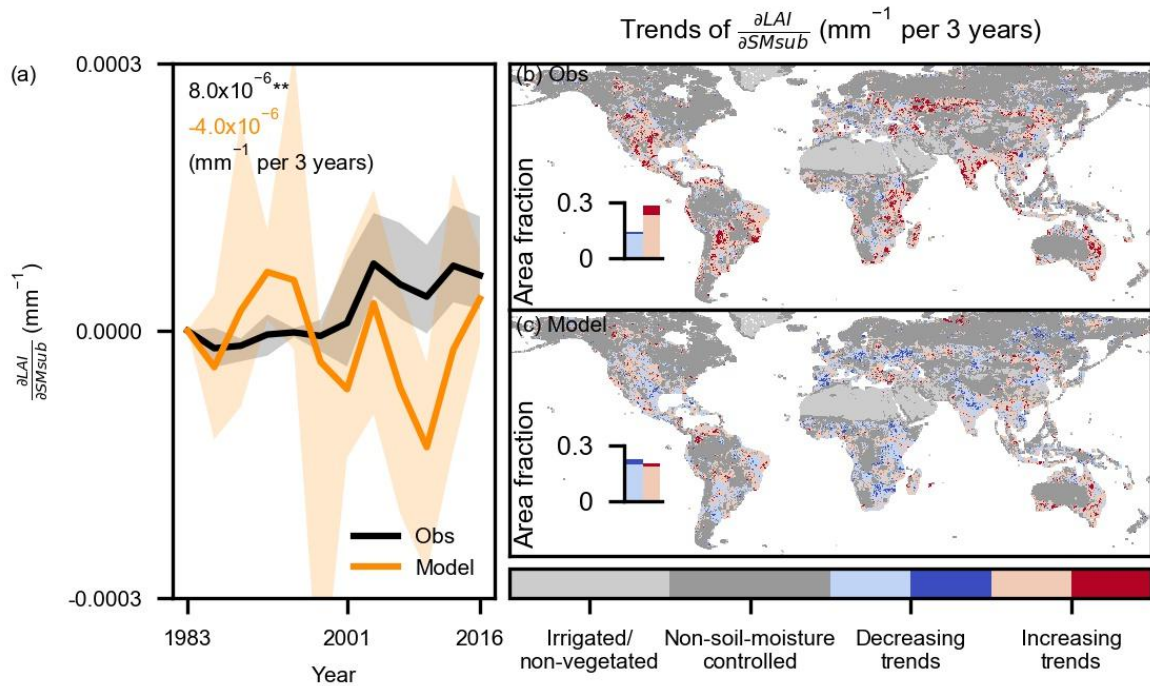 Trends of ∂LAI/∂SMsub (mm⁻¹ per 3 years)
(a)
0.0003
0.0000
-0.0003
∂LAI/∂SMsub (mm⁻¹)
8.0x10⁻⁶**
-4.0x10⁻⁶
(mm⁻¹ per 3 years)
Obs
Model
1983
2001
2016
Year
(b) Obs
Area fraction
0.3
0
(c) Model
Area fraction
0.3
0
Irrigated/
non-vegetated
Non-soil-moisture
controlled
Decreasing
trends
Increasing
trends